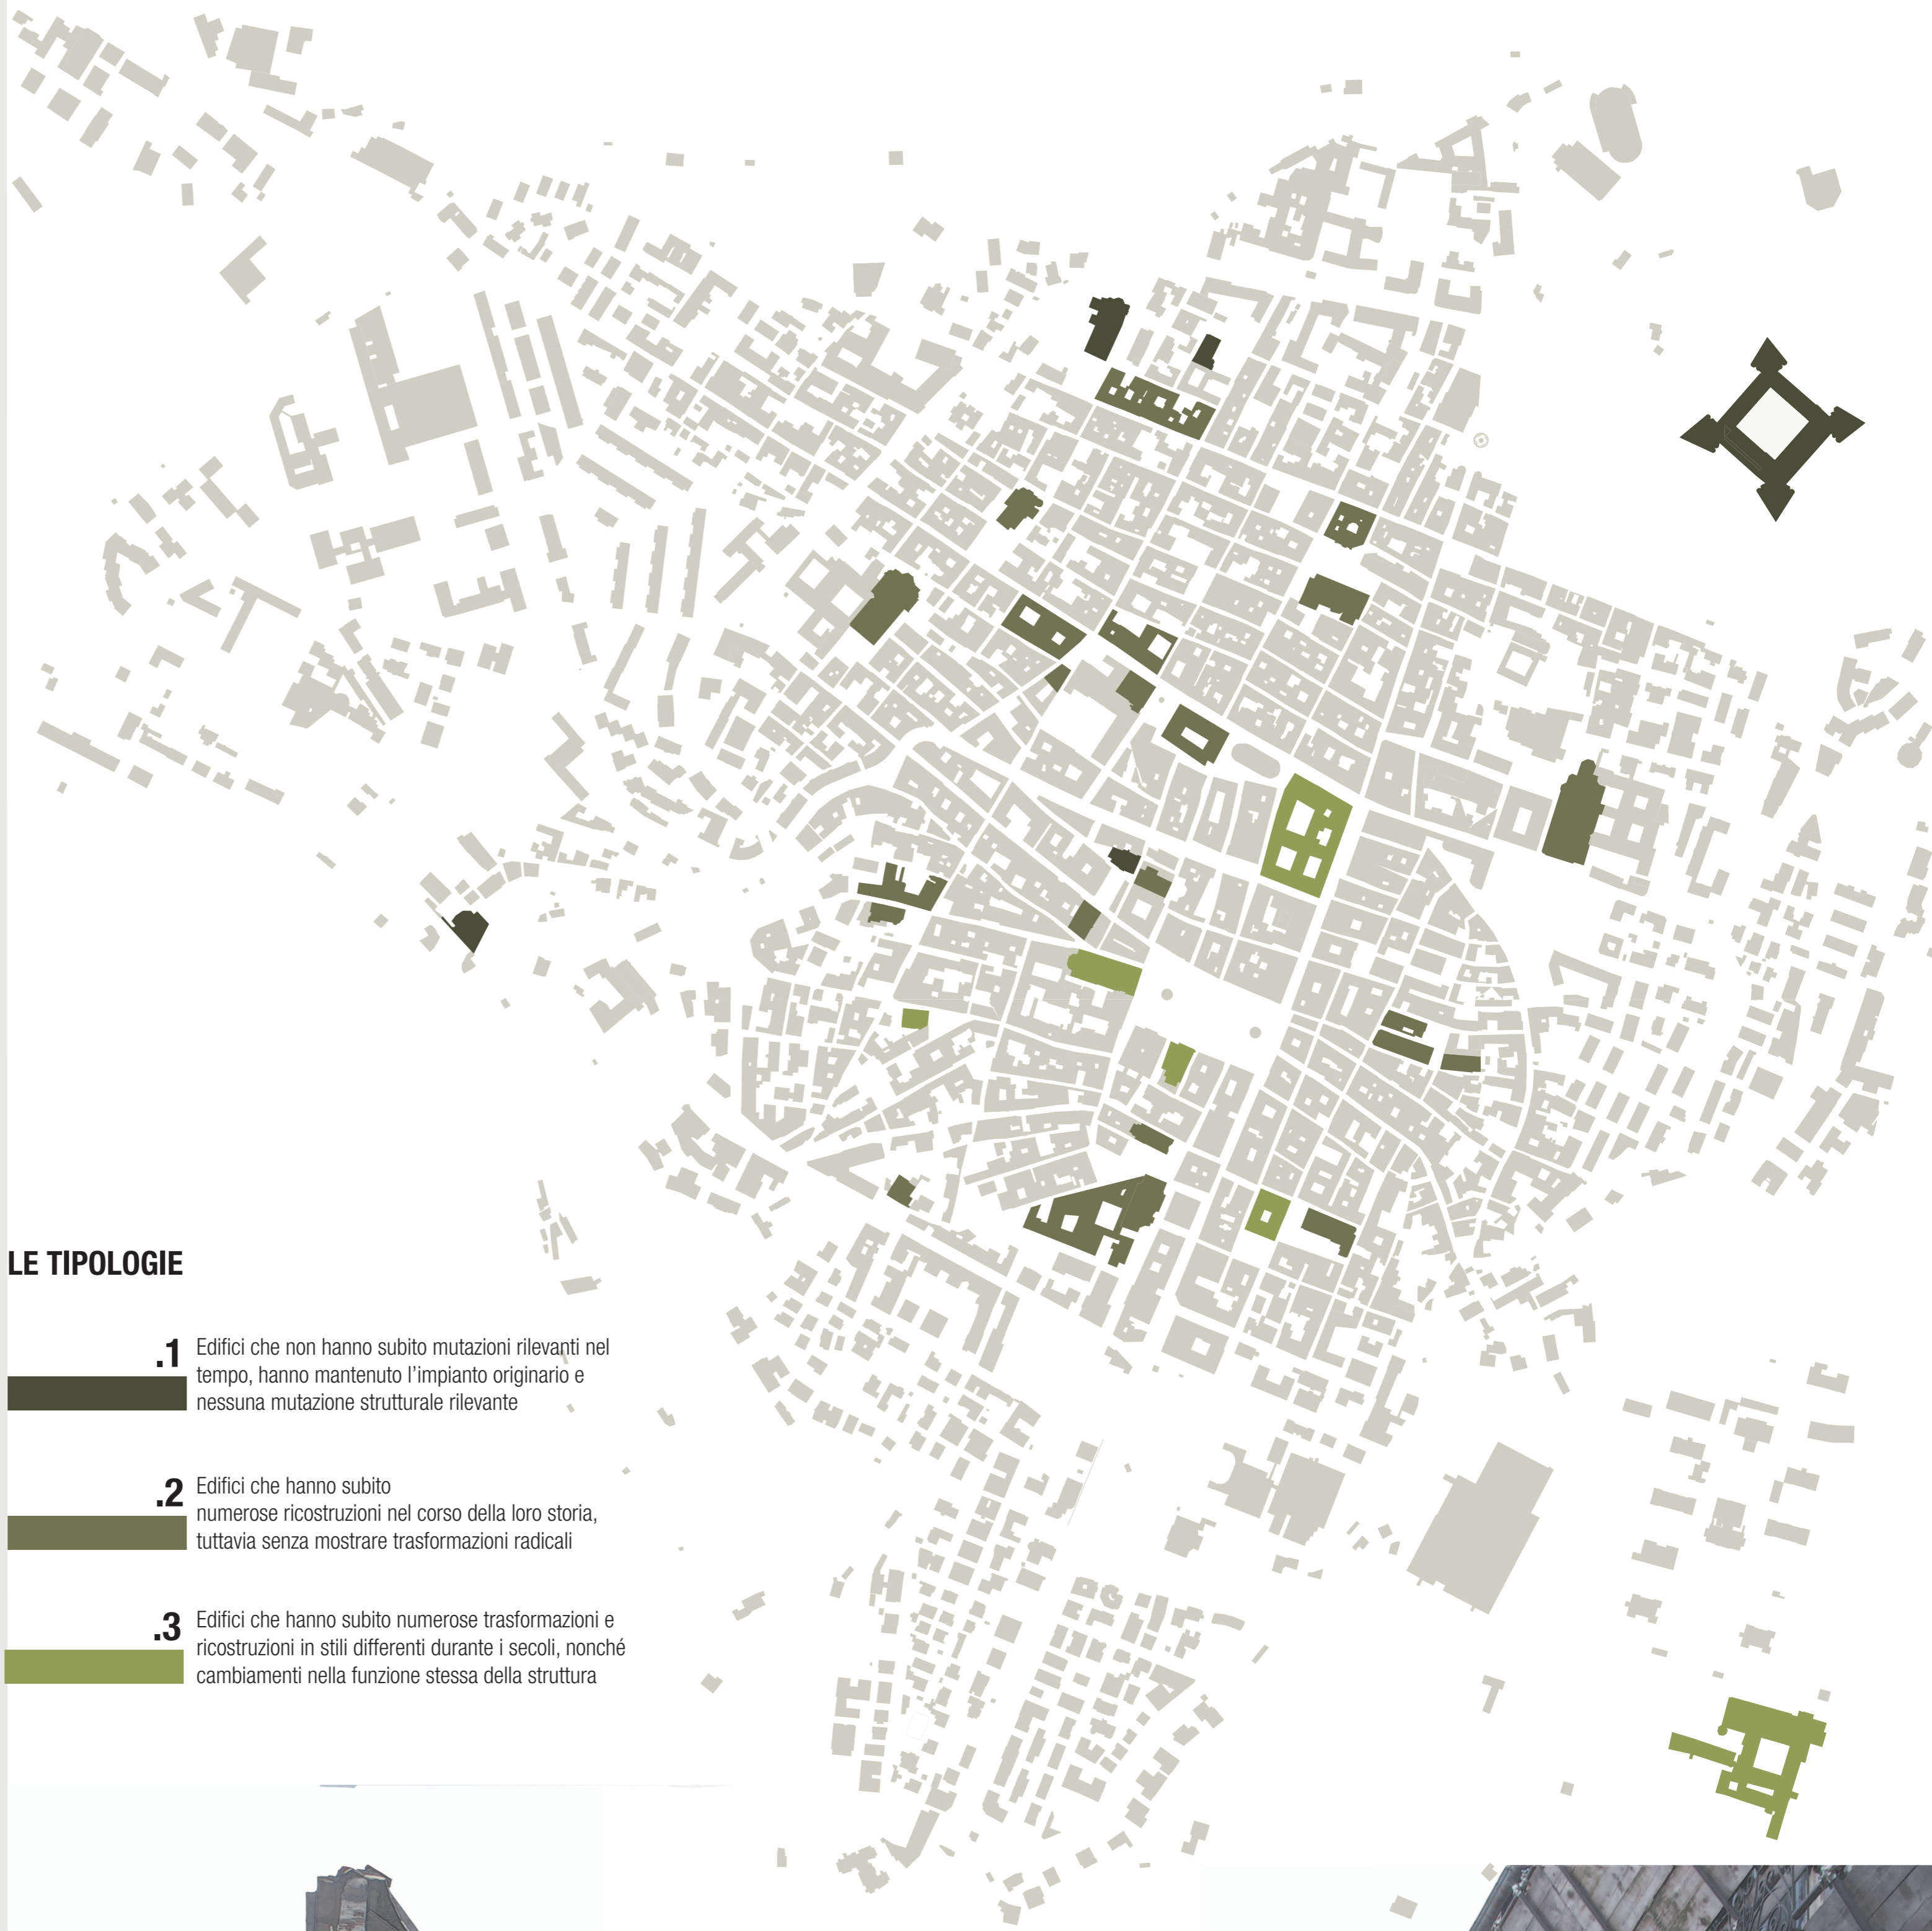 LE TIPOLOGIE
.1
Edifici che non hanno subito mutazioni rilevanti nel
tempo, hanno mantenuto l'impianto originario e
nessuna mutazione strutturale rilevante
.2
Edifici che hanno subito
numerose ricostruzioni nel corso della loro storia,
tuttavia senza mostrare trasformazioni radicali
.3
Edifici che hanno subito numerose trasformazioni e
ricostruzioni in stili differenti durante i secoli, nonché
cambiamenti nella funzione stessa della struttura